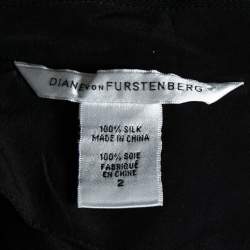 DIANE VON FURSTENBERG
100% SILK
MADE IN CHINA
100% SOIE
FABRIQUÉ
EN CHINE
2